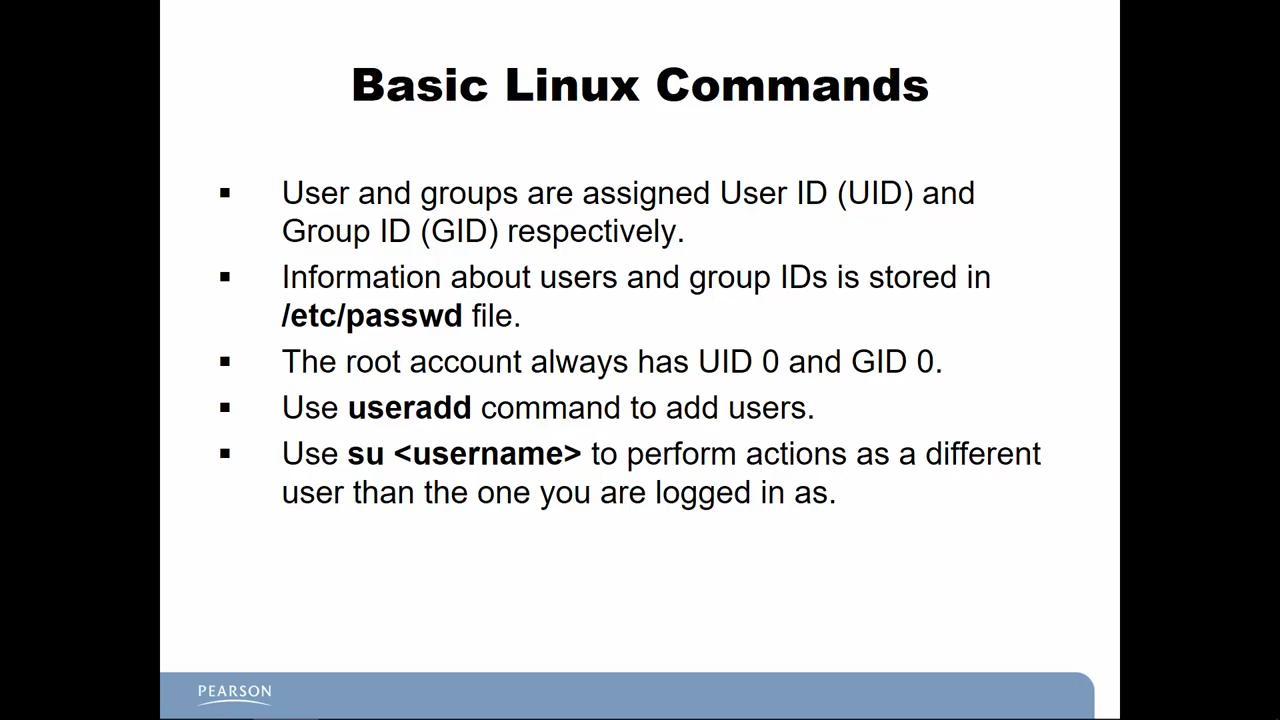 Basic Linux Commands
▪ User and groups are assigned User ID (UID) and
Group ID (GID) respectively.
▪ Information about users and group IDs is stored in
/etc/passwd file.
▪ The root account always has UID 0 and GID 0.
▪ Use useradd command to add users.
▪ Use su <username> to perform actions as a different
user than the one you are logged in as.
PEARSON